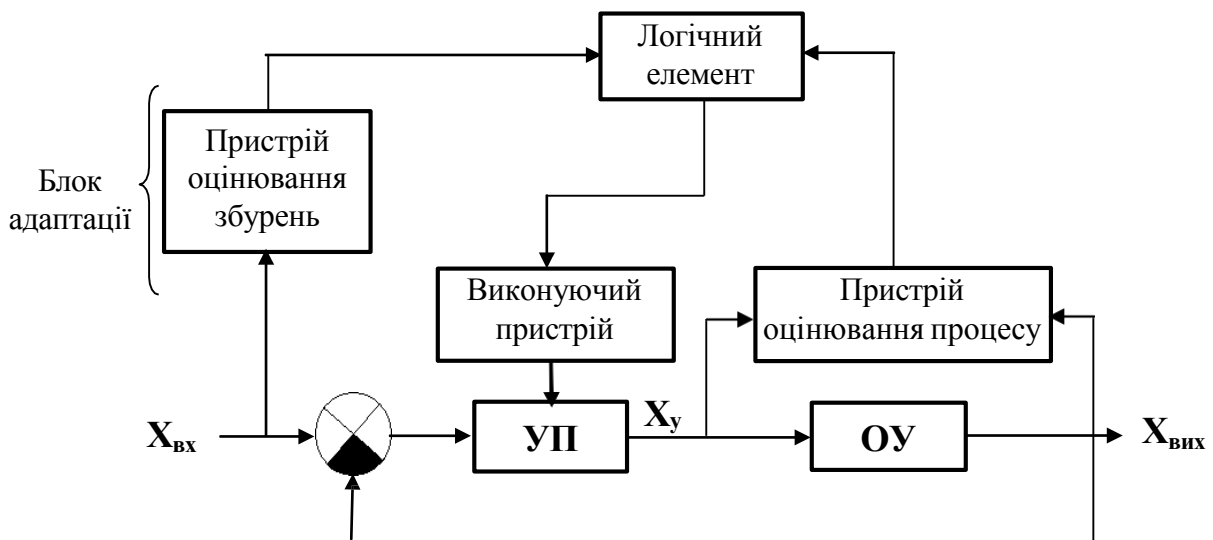 Логічний
елемент
Пристрій
оцінювання
збурень
Блок
адаптації
Виконуючий
пристрій
Пристрій
оцінювання процесу
Xвх
УП
Xу
ОУ
Xвих